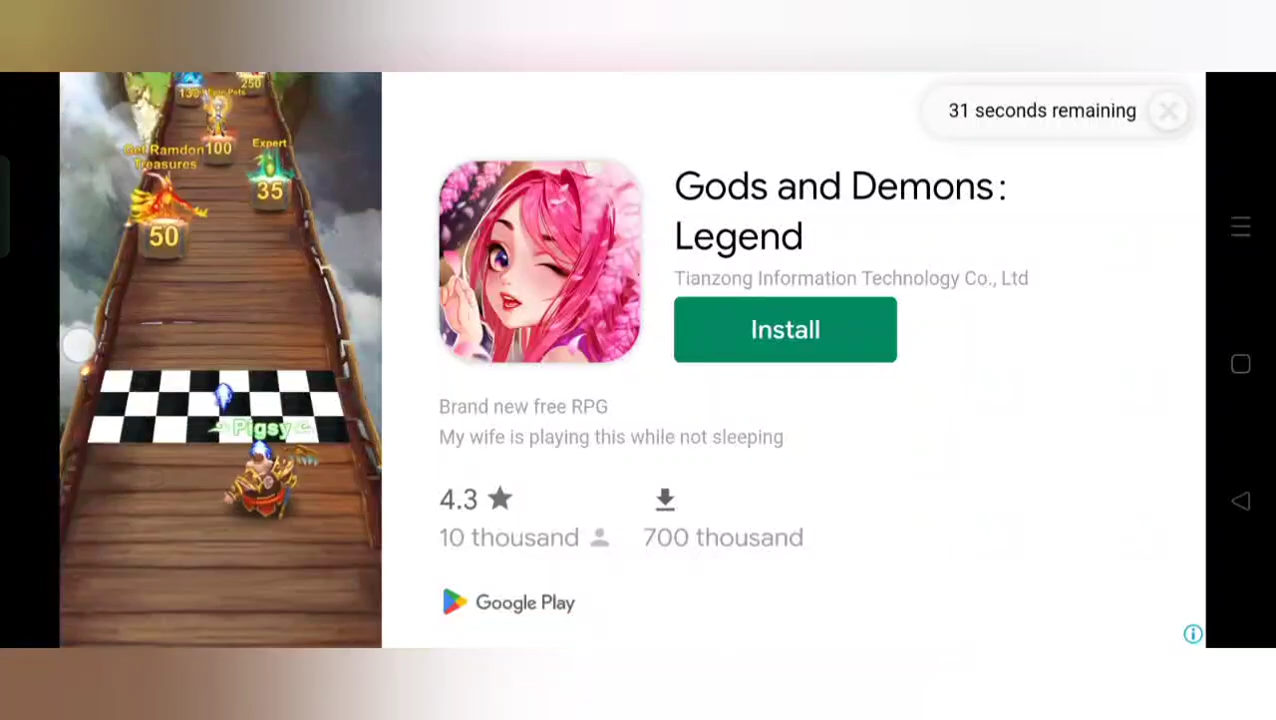 130
250
100
Expert
Get Ramdon
Treasures
35
50
Pigsy
31 seconds remaining
Gods and Demons:
Legend
Tianzong Information Technology Co., Ltd
Install
Brand new free RPG
My wife is playing this while not sleeping
4.3
10 thousand
700 thousand
Google Play